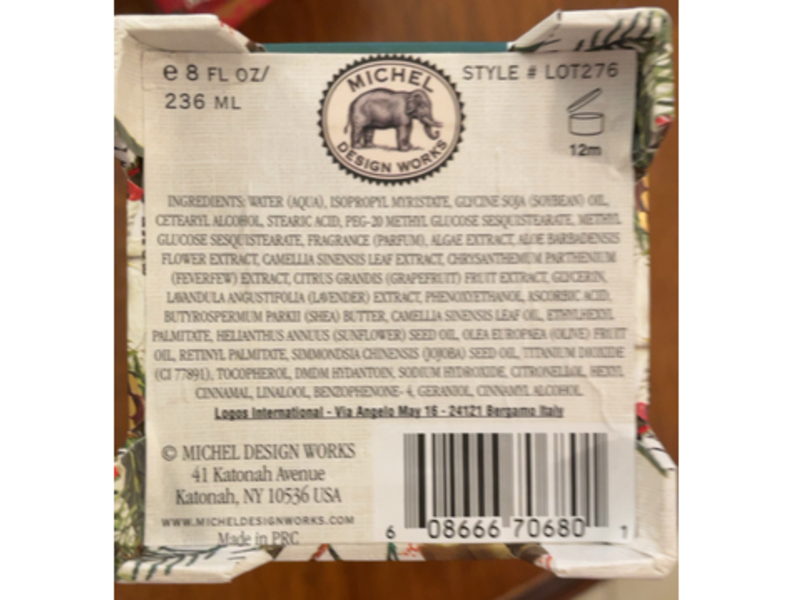 e 8 FL OZ/
236 ML
MICHEL
DESIGN WORKS
STYLE # LOT276
12m
INGREDIENTS: WATER (AQUA), ISOPROPYL MYRISTATE, GLYCINE SOJA (SOYBEAN) OIL,
CETEARYL ALCOHOL, STEARIC ACID, PEG-20 METHYL GLUCOSE SESQUISTEARATE, METHYL
GLUCOSE SESQUISTEARATE, FRAGRANCE (PARFUM), ALGAE EXTRACT, ALOE BARBADENSIS
FLOWER EXTRACT, CAMELLIA SINENSIS LEAF EXTRACT, CHRYSANTHEMUM PARTHENIUM
(FEVERFEW) EXTRACT, CITRUS GRANDIS (GRAPEFRUIT) FRUIT EXTRACT, GLYCERIN,
LAVANDULA ANGUSTIFOLIA (LAVENDER) EXTRACT, PHENOXYETHANOL, ASCORBIC ACID,
BUTYROSPERMUM PARKII (SHEA) BUTTER, CAMELLIA SINENSIS LEAF OIL, ETHYLHEXYL
PALMITATE, HELIANTHUS ANNUUS (SUNFLOWER) SEED OIL, OLEA EUROPAEA (OLIVE) FRUIT
OIL, RETINYL PALMITATE, SIMMONDSIA CHINENSIS (JOJOBA) SEED OIL, TITANIUM DIOXIDE
(CI 77891), TOCOPHEROL, DMDM HYDANTOIN, SODIUM HYDROXIDE, CITRONELLOL, HEXYL
CINNAMAL, LINALOOL, BENZOPHENONE- 4, GERANIOL, CINNAMYL ALCOHOL.
Logos International - Via Angelo May 16 - 24121 Bergamo Italy
© MICHEL DESIGN WORKS
41 Katonah Avenue
Katonah, NY 10536 USA
WWW.MICHELDESIGNWORKS.COM
Made in PRC
6 08666 70680 1